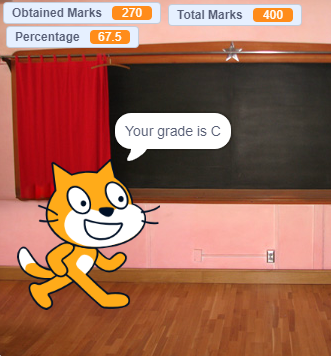 Obtained Marks 270
Total Marks 400
Percentage 67.5
Your grade is C